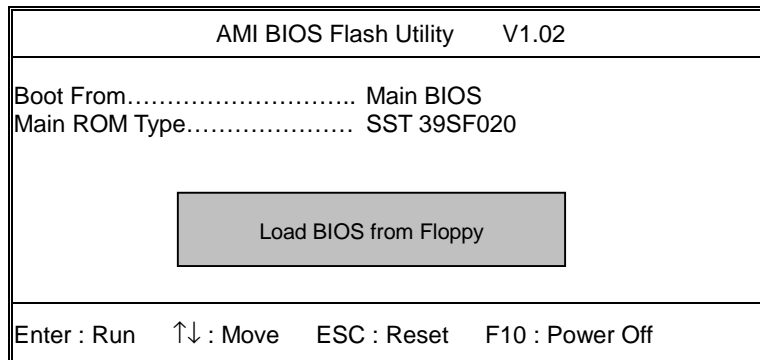 AMI BIOS Flash Utility V1.02
Boot From……………………….. Main BIOS
Main ROM Type………………… SST 39SF020
Load BIOS from Floppy
Enter : Run ↑↓ : Move ESC : Reset F10 : Power Off